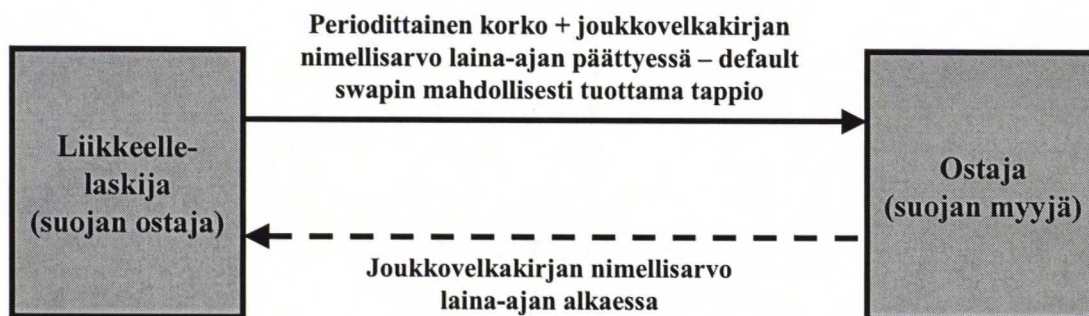 Periodittainen korko + joukkovelkakirjan
nimellisarvo laina-ajan päättyessä – default
swapin mahdollisesti tuottama tappio
Liikkeelle-
laskija
(suojan ostaja)
Ostaja
(suojan myyjä)
Joukkovelkakirjan nimellisarvo
laina-ajan alkaessa